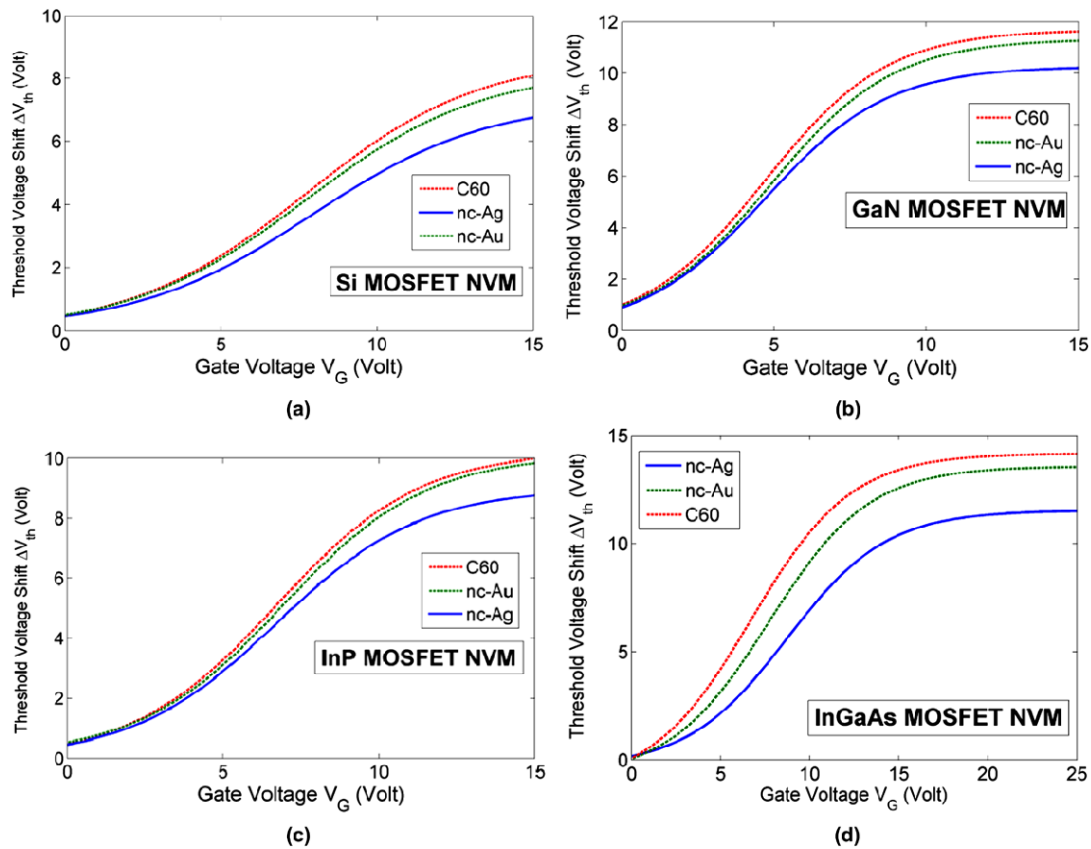 10
8
6
4
2
0
Threshold Voltage Shift ΔVth (Volt)
C60
nc-Ag
nc-Au
Si MOSFET NVM
0 5 10 15
Gate Voltage VG (Volt)
(a)
12
10
8
6
4
2
0
Threshold Voltage Shift ΔVth (Volt)
C60
nc-Au
nc-Ag
GaN MOSFET NVM
0 5 10 15
Gate Voltage VG (Volt)
(b)
10
8
6
4
2
0
Threshold Voltage Shift ΔVth (Volt)
C60
nc-Au
nc-Ag
InP MOSFET NVM
0 5 10 15
Gate Voltage VG (Volt)
(c)
15
10
5
0
Threshold Voltage Shift ΔVth (Volt)
nc-Ag
nc-Au
C60
InGaAs MOSFET NVM
0 5 10 15 20 25
Gate Voltage VG (Volt)
(d)